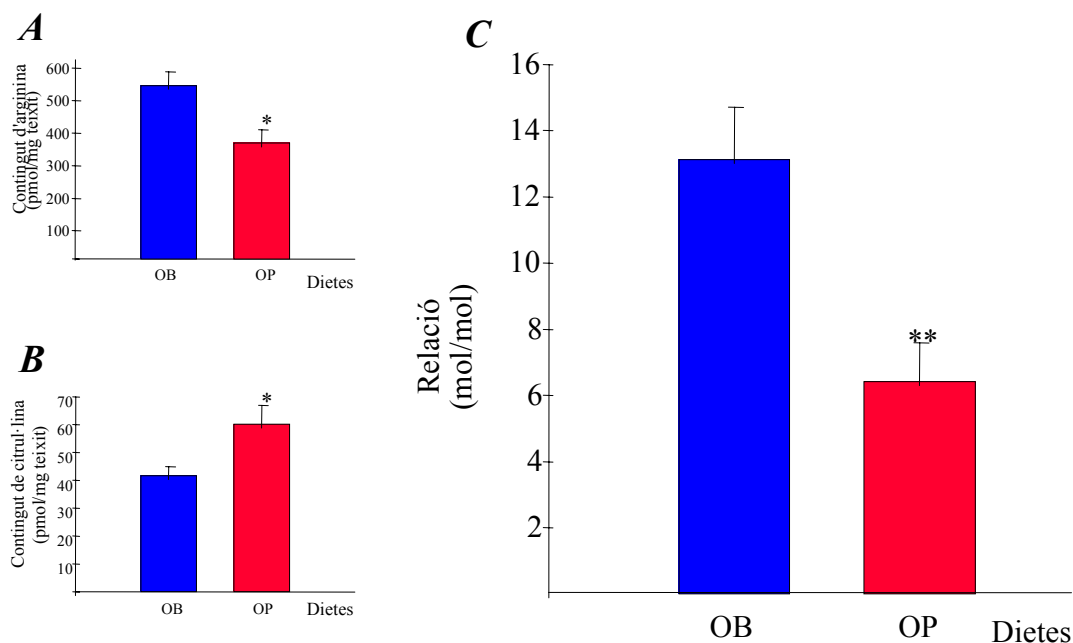 A
Contingut d'arginina
(pmol/mg teixit)
600
500
400
300
200
100
*
OB
OP
Dietes
B
Contingut de citrul·lina
(pmol/mg teixit)
70
60
50
40
30
20
10
*
OB
OP
Dietes
C
Relació
(mol/mol)
16
14
12
10
8
6
4
2
**
OB
OP
Dietes